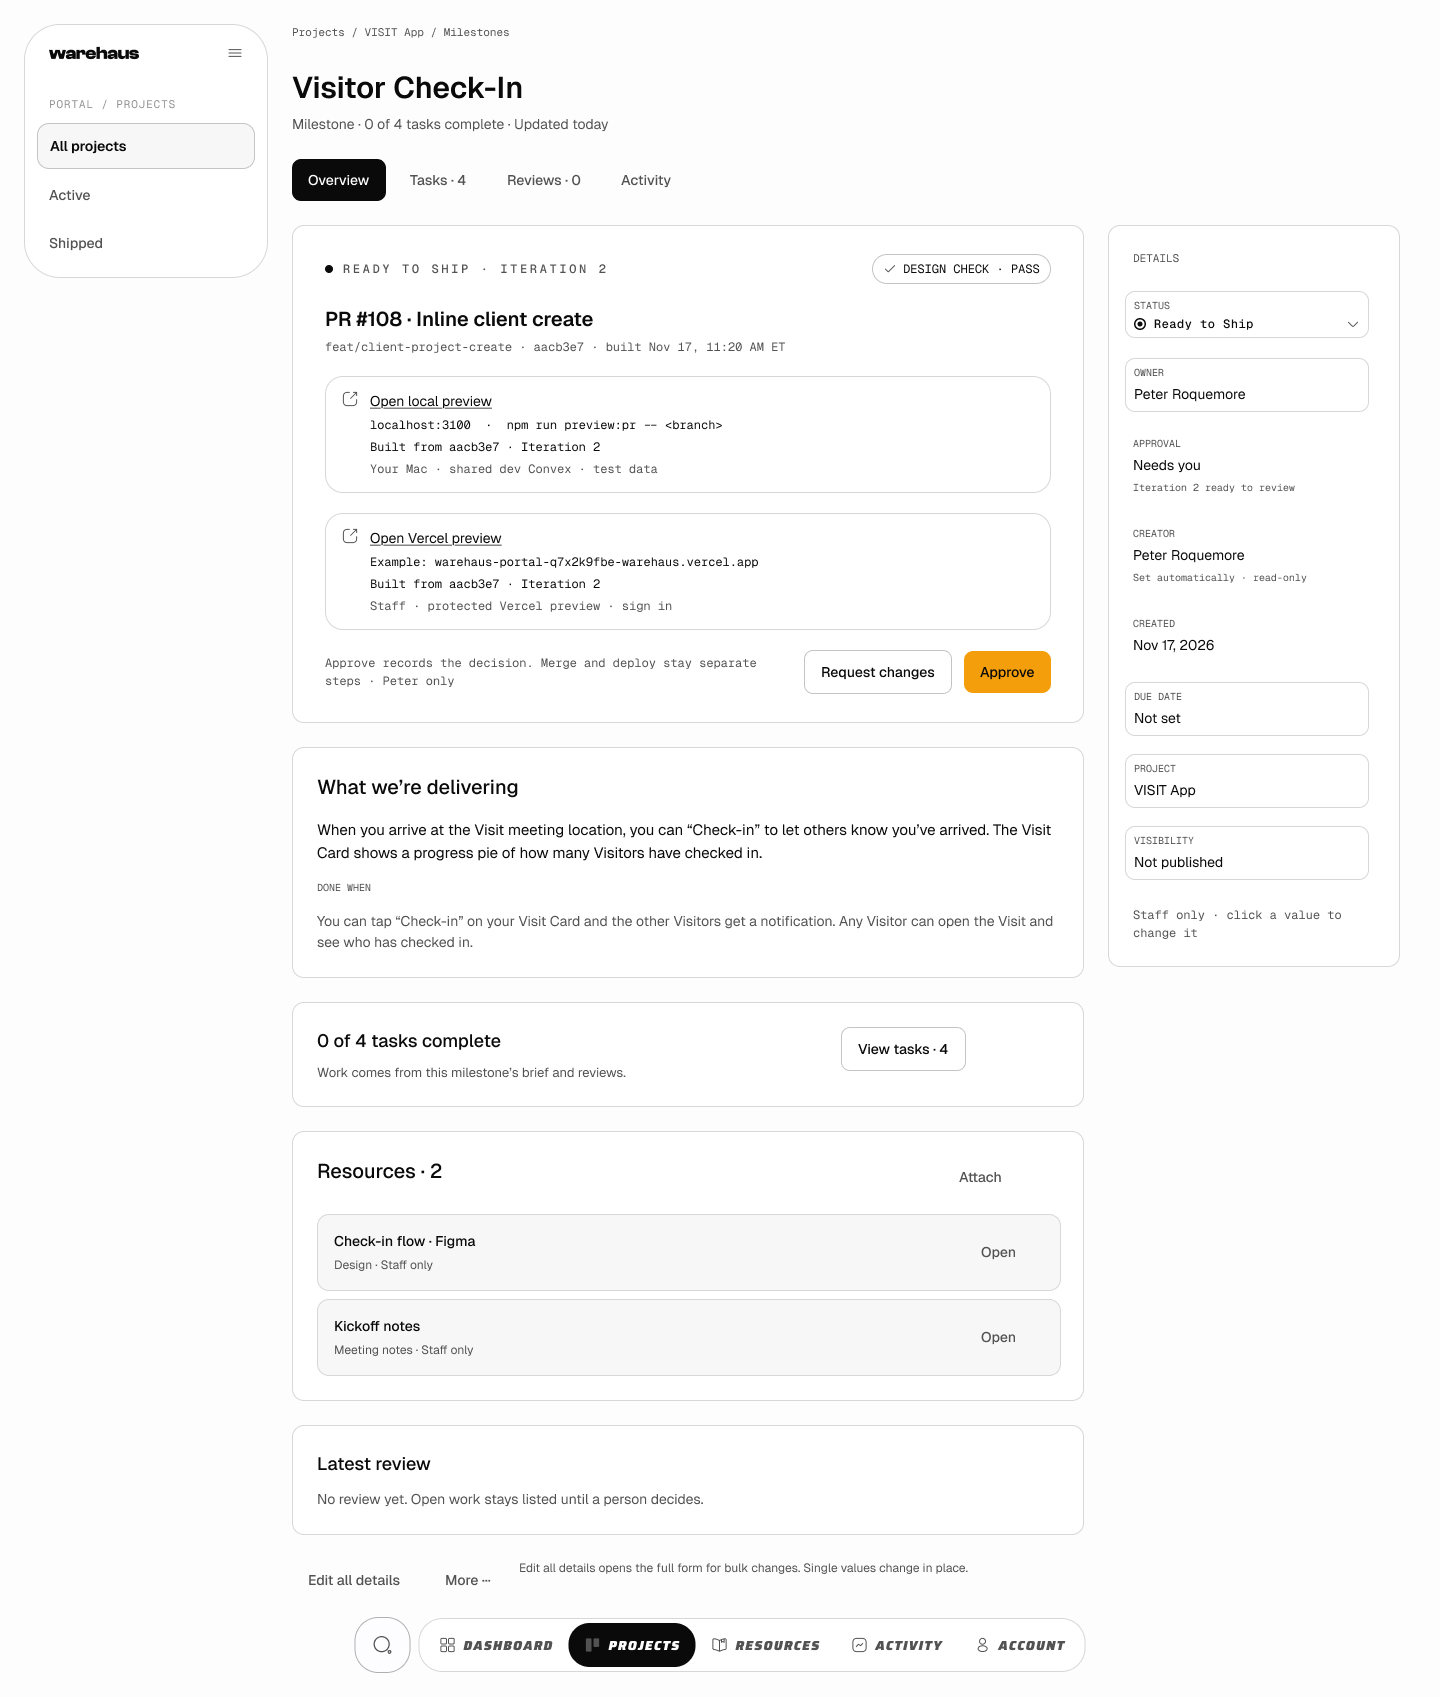 warehaus
PORTAL / PROJECTS
All projects
Active
Shipped
Projects / VISIT App / Milestones
Visitor Check-In
Milestone · 0 of 4 tasks complete · Updated today
Overview
Tasks · 4
Reviews · 0
Activity
READY TO SHIP · ITERATION 2
DESIGN CHECK · PASS
PR #108 · Inline client create
feat/client-project-create · aacb3e7 · built Nov 17, 11:20 AM ET
Open local preview
localhost:3100 · npm run preview:pr -- <branch>
Built from aacb3e7 · Iteration 2
Your Mac · shared dev Convex · test data
Open Vercel preview
Example: warehaus-portal-q7x2k9fbe-warehaus.vercel.app
Built from aacb3e7 · Iteration 2
Staff · protected Vercel preview · sign in
Approve records the decision. Merge and deploy stay separate
steps · Peter only
Request changes
Approve
What we’re delivering
When you arrive at the Visit meeting location, you can “Check-in” to let others know you’ve arrived. The Visit
Card shows a progress pie of how many Visitors have checked in.
DONE WHEN
You can tap “Check-in” on your Visit Card and the other Visitors get a notification. Any Visitor can open the Visit and
see who has checked in.
0 of 4 tasks complete
Work comes from this milestone’s brief and reviews.
View tasks · 4
Resources · 2
Attach
Check-in flow · Figma
Design · Staff only
Open
Kickoff notes
Meeting notes · Staff only
Open
Latest review
No review yet. Open work stays listed until a person decides.
Edit all details
More ···
Edit all details opens the full form for bulk changes. Single values change in place.
DETAILS
STATUS
Ready to Ship
OWNER
Peter Roquemore
APPROVAL
Needs you
Iteration 2 ready to review
CREATOR
Peter Roquemore
Set automatically · read-only
CREATED
Nov 17, 2026
DUE DATE
Not set
PROJECT
VISIT App
VISIBILITY
Not published
Staff only · click a value to
change it
DASHBOARD
PROJECTS
RESOURCES
ACTIVITY
ACCOUNT